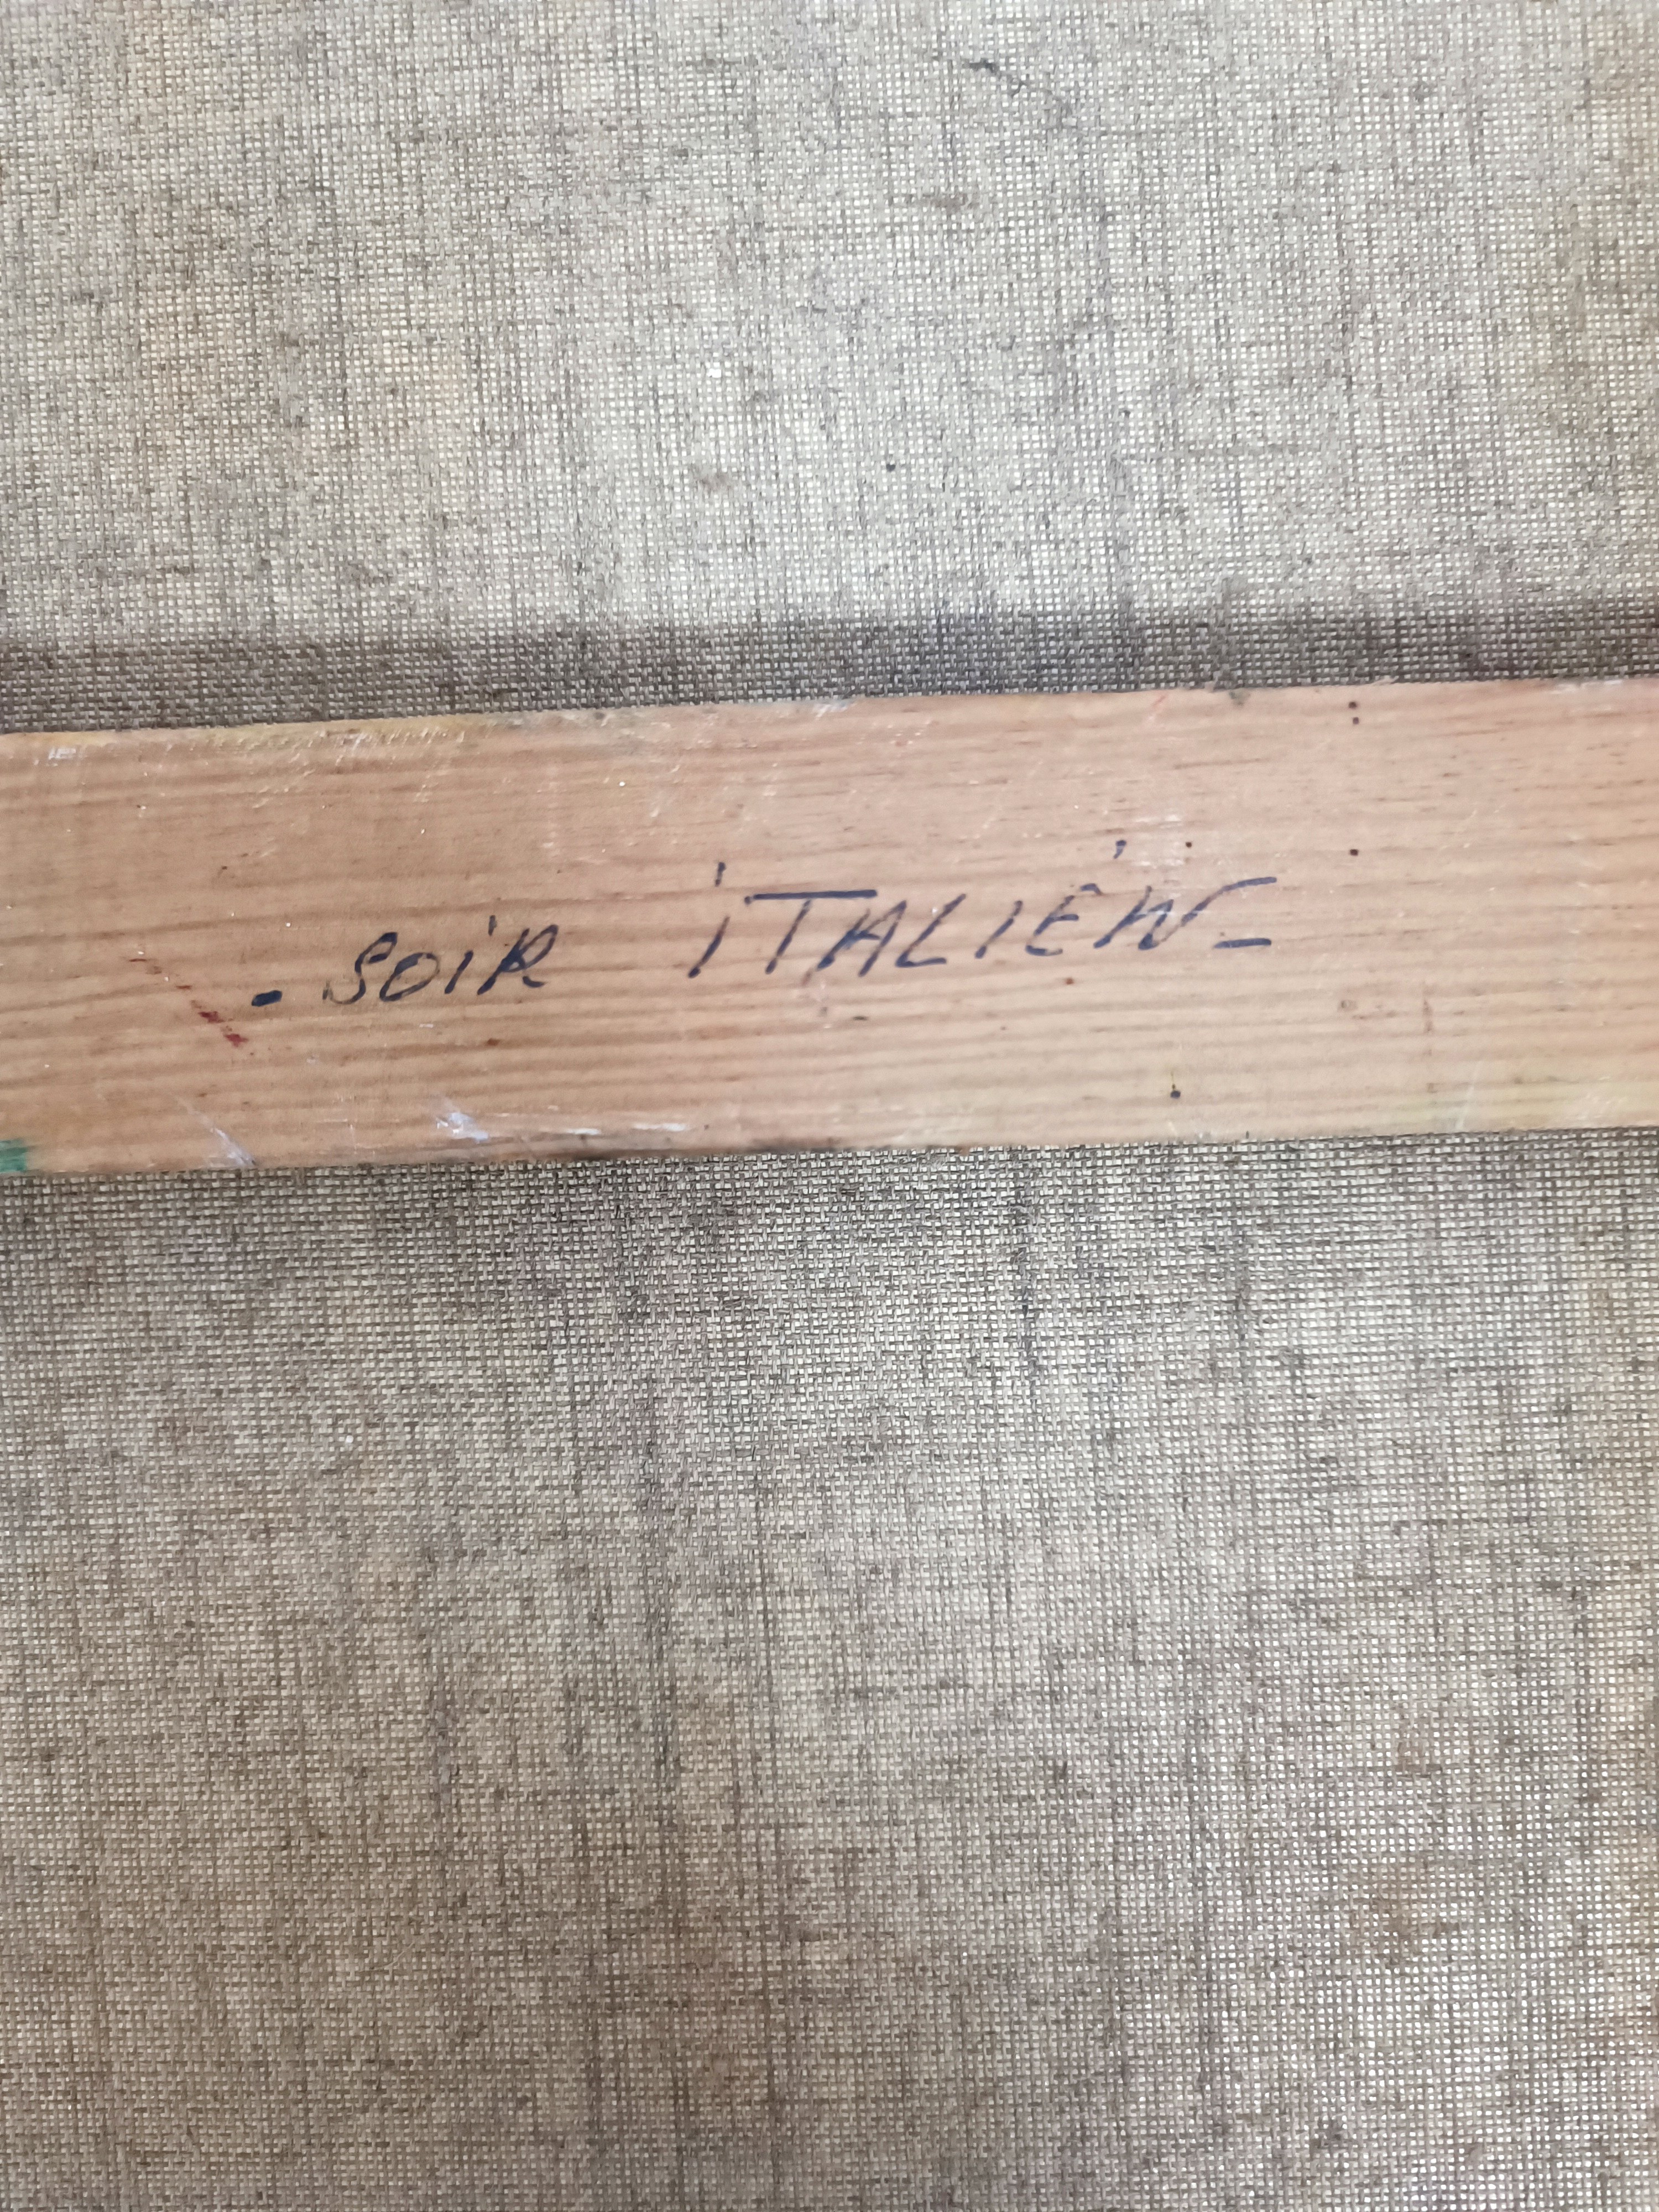 - SOiR iTALIEN -